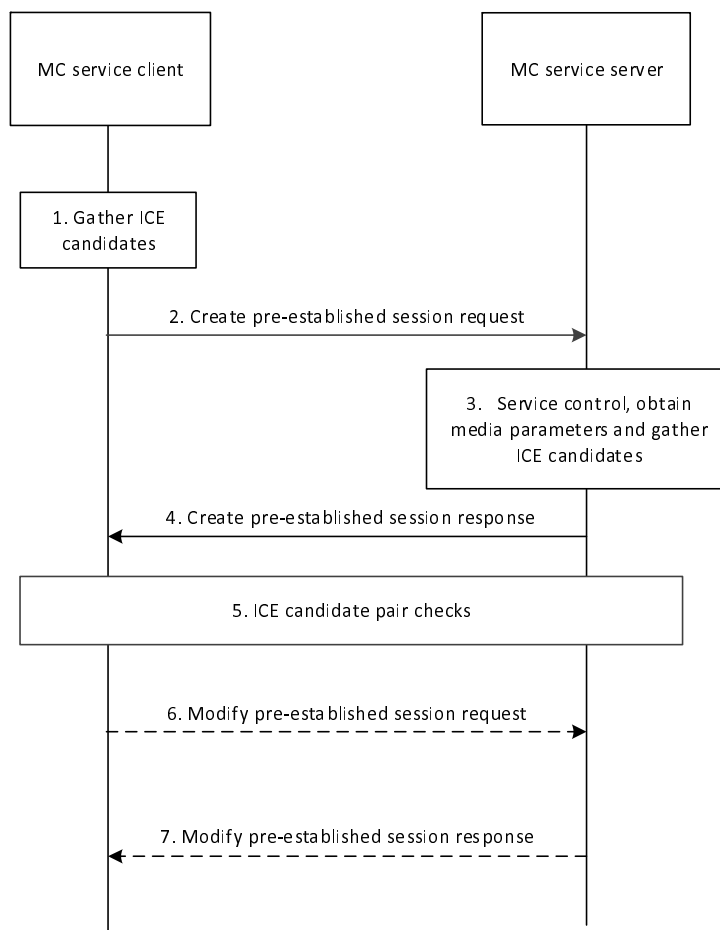 MC service client
MC service server
1. Gather ICE
candidates
2. Create pre-established session request
3. Service control, obtain
media parameters and gather
ICE candidates
4. Create pre-established session response
5. ICE candidate pair checks
6. Modify pre-established session request
7. Modify pre-established session response